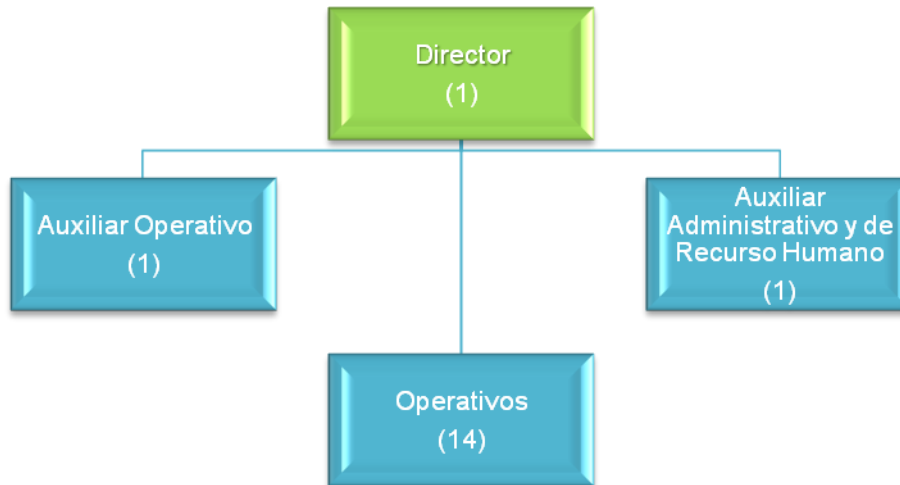 Director
(1)
Auxiliar Operativo
(1)
Auxiliar
Administrativo y de
Recurso Humano
(1)
Operativos
(14)